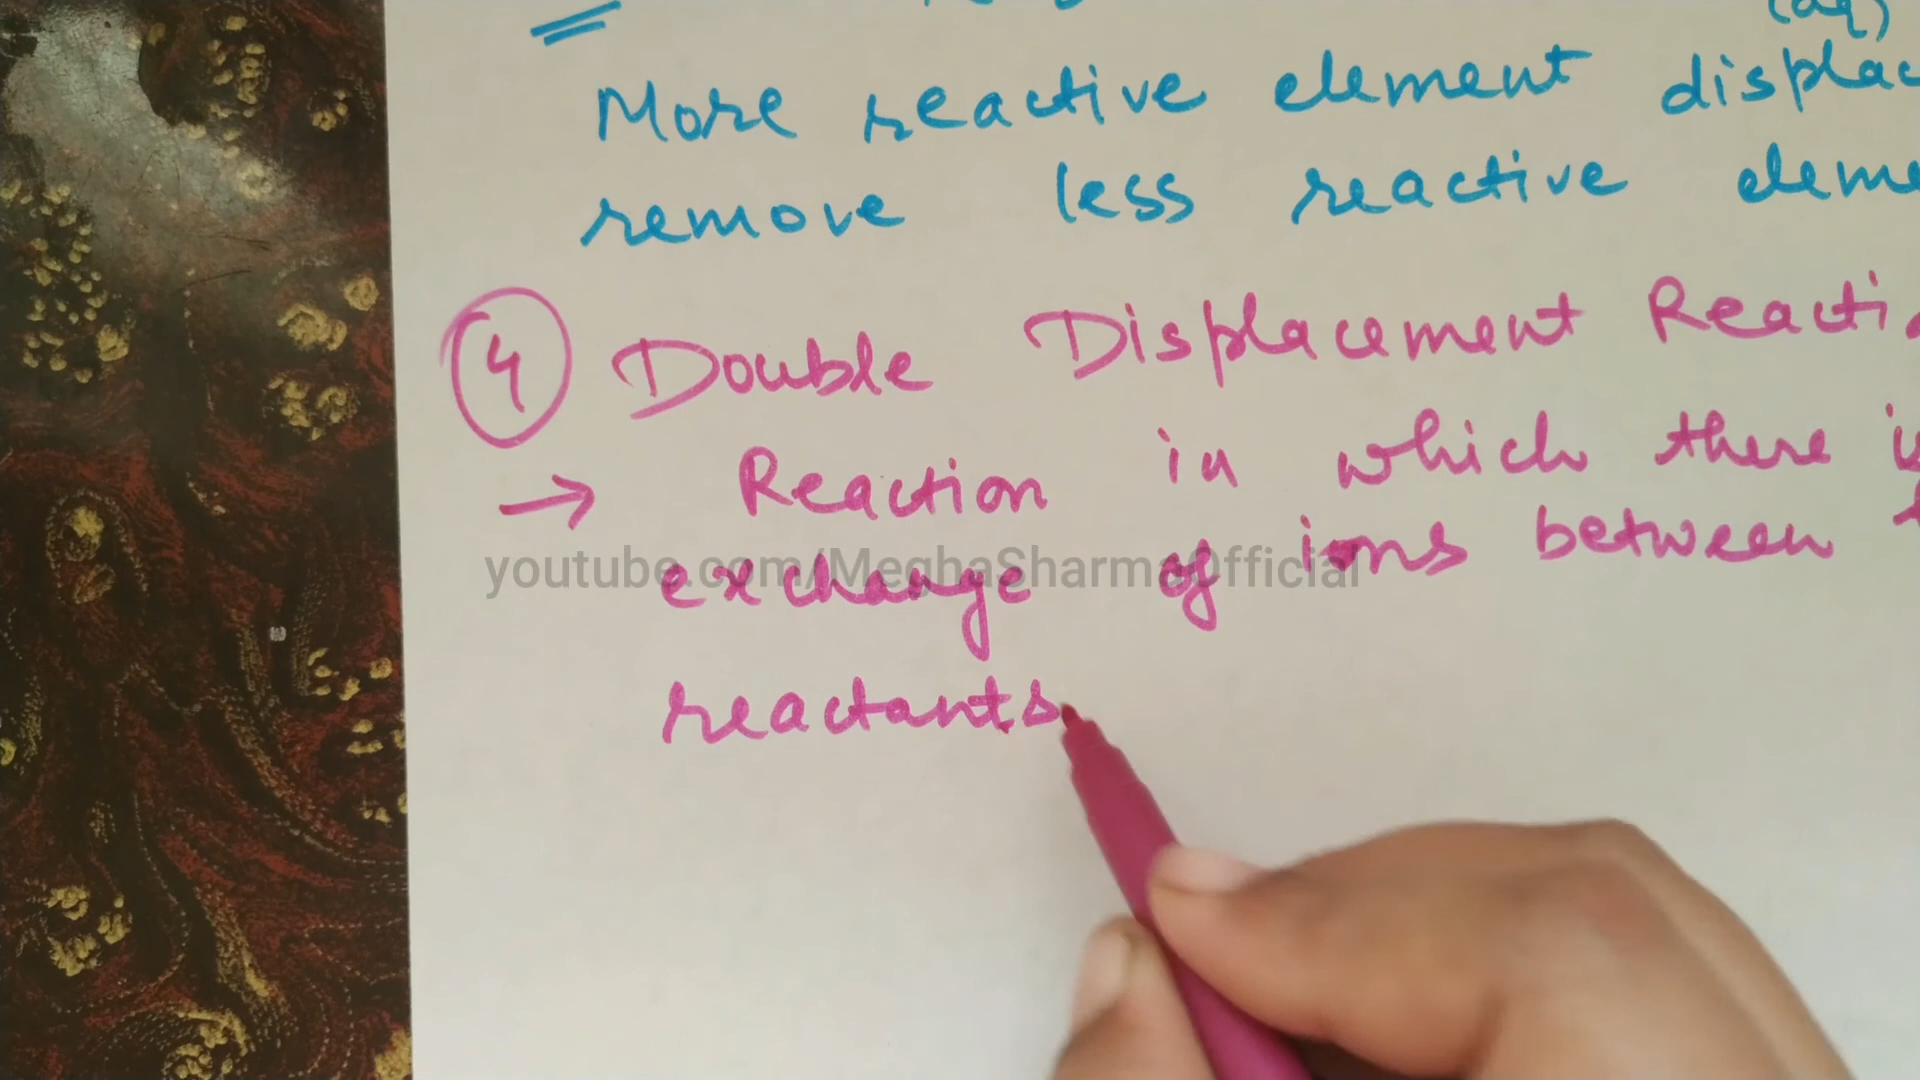 (aq)
More reactive element displac
remove less reactive eleme
4 Double Displacement Reacti
→ Reaction in which there is
exchange of ions between
youtube.com/MeghaSharmaOfficial
reactants